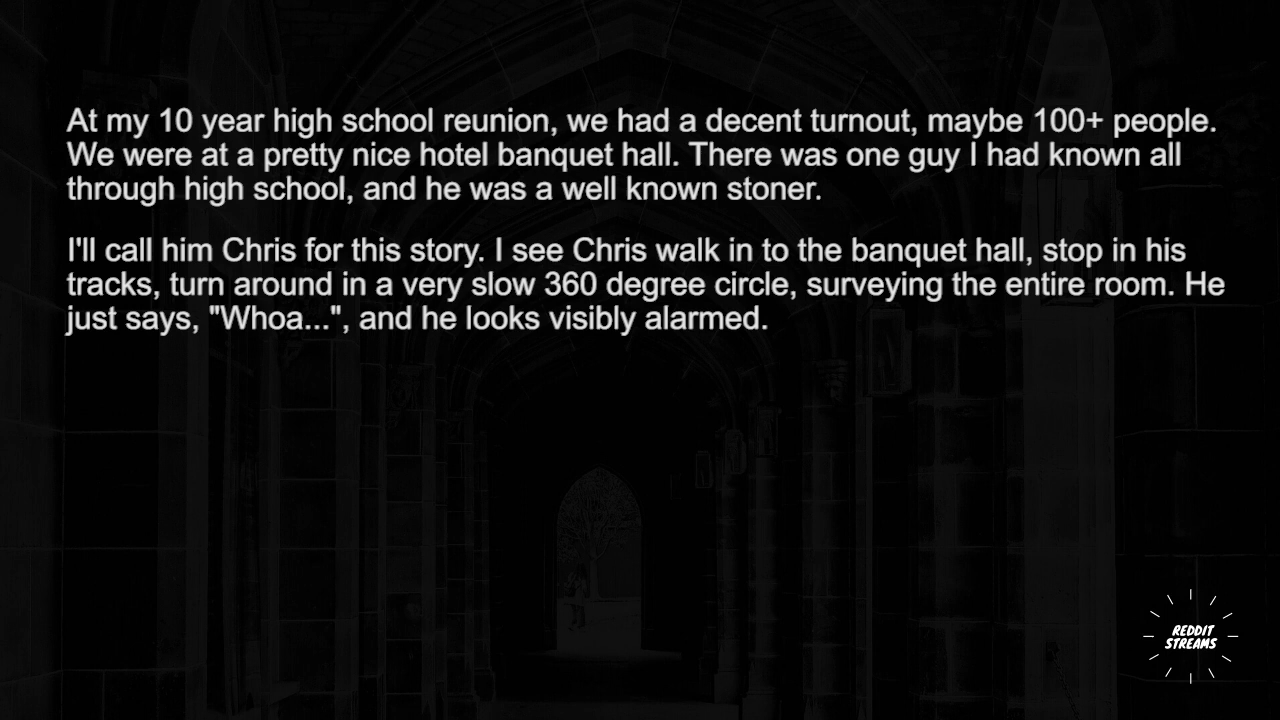 At my 10 year high school reunion, we had a decent turnout, maybe 100+ people.
We were at a pretty nice hotel banquet hall. There was one guy I had known all
through high school, and he was a well known stoner.
I'll call him Chris for this story. I see Chris walk in to the banquet hall, stop in his
tracks, turn around in a very slow 360 degree circle, surveying the entire room. He
just says, "Whoa...", and he looks visibly alarmed.
REDDIT
STREAMS